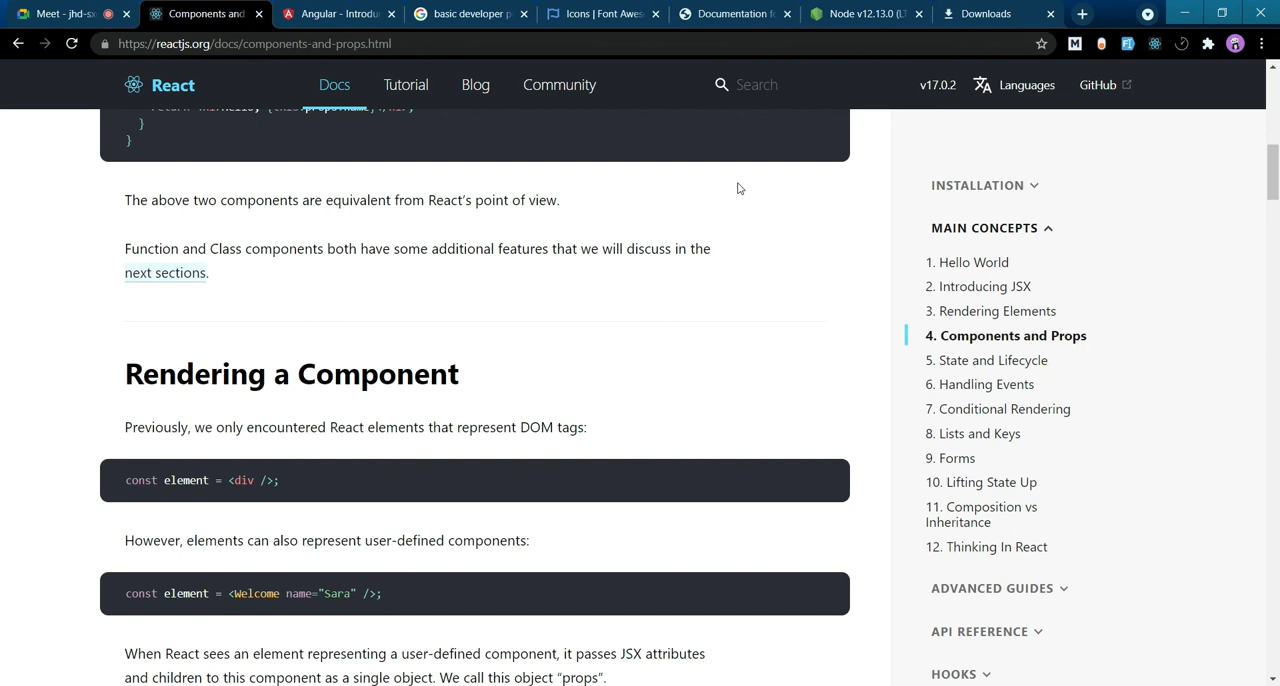 Meet - jhd-sx
Components and
Angular - Introdu
basic developer p
Icons | Font Awes
Documentation f
Node v12.13.0 (LT
Downloads
https://reactjs.org/docs/components-and-props.html
React
Docs
Tutorial
Blog
Community
Search
v17.0.2
Languages
GitHub
}
}
The above two components are equivalent from React's point of view.
Function and Class components both have some additional features that we will discuss in the
next sections.
Rendering a Component
Previously, we only encountered React elements that represent DOM tags:
const element = <div />;
However, elements can also represent user-defined components:
const element = <Welcome name="Sara" />;
When React sees an element representing a user-defined component, it passes JSX attributes
and children to this component as a single object. We call this object "props".
INSTALLATION
MAIN CONCEPTS
1. Hello World
2. Introducing JSX
3. Rendering Elements
4. Components and Props
5. State and Lifecycle
6. Handling Events
7. Conditional Rendering
8. Lists and Keys
9. Forms
10. Lifting State Up
11. Composition vs
Inheritance
12. Thinking In React
ADVANCED GUIDES
API REFERENCE
HOOKS